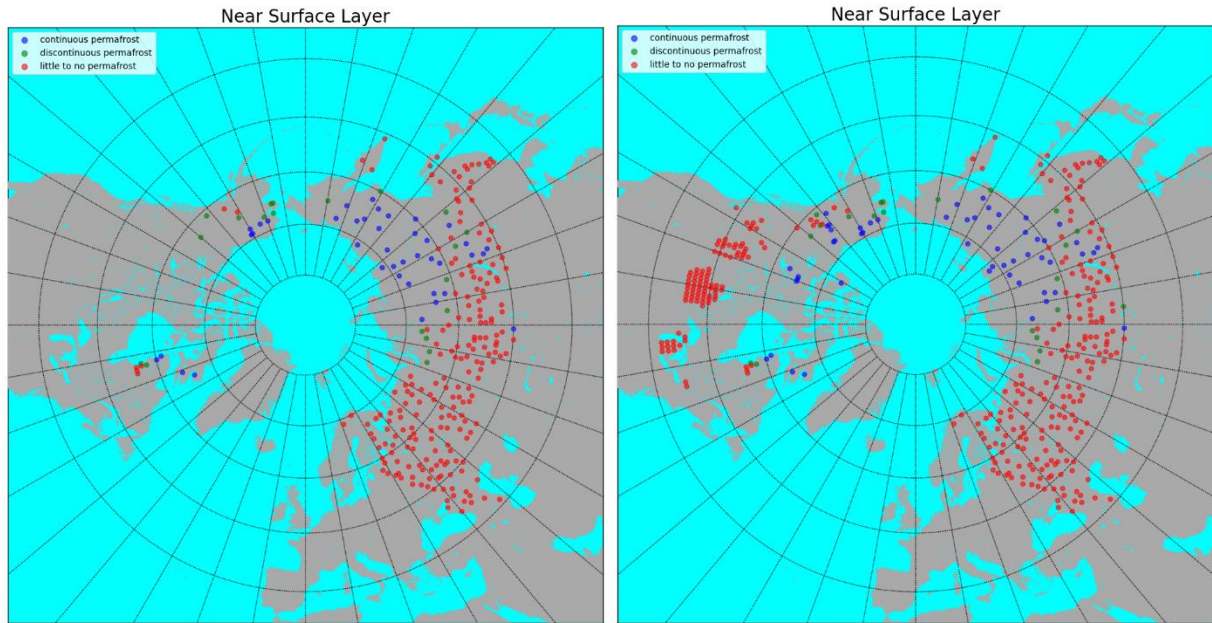 Near Surface Layer
continuous permafrost
discontinuous permafrost
little to no permafrost
Near Surface Layer
continuous permafrost
discontinuous permafrost
little to no permafrost